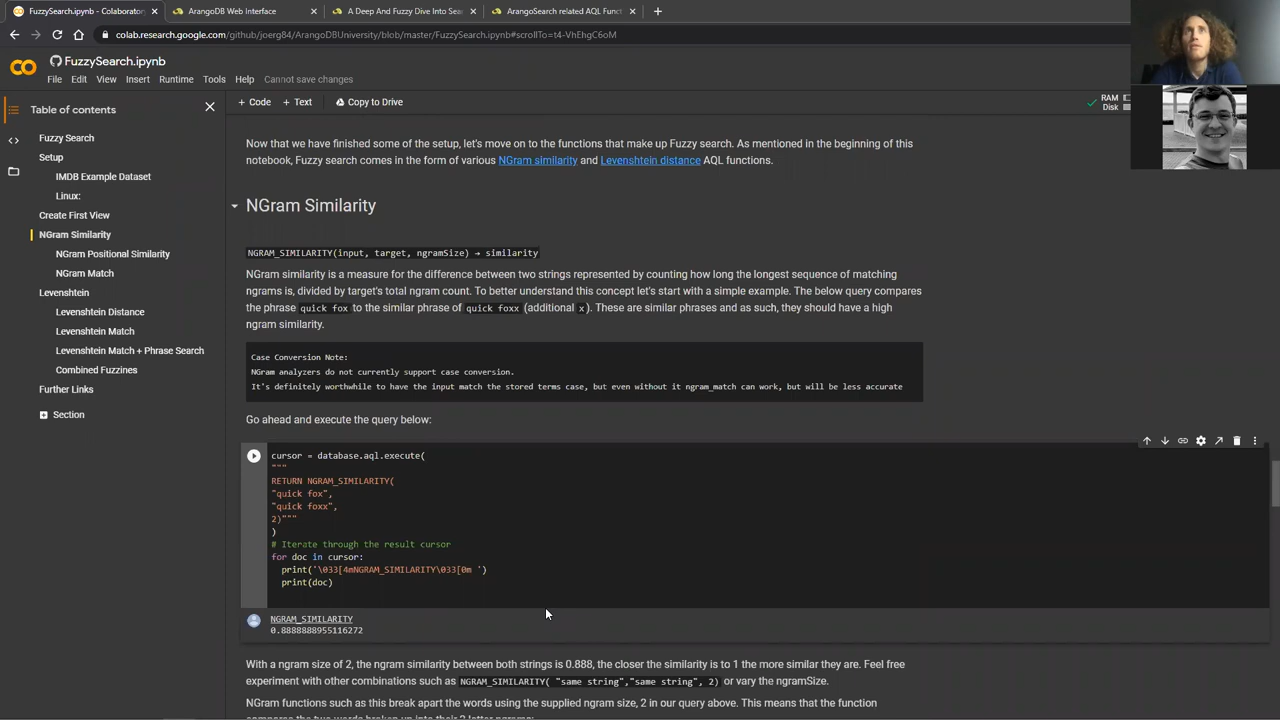 FuzzySearch.ipynb - Colaborator
ArangoDB Web Interface
A Deep And Fuzzy Dive Into Sea
ArangoSearch related AQL Funct
colab.research.google.com/github/joerg84/ArangoDBUniversity/blob/master/FuzzySearch.ipynb#scrollTo=t4-VhEhgC6oM
FuzzySearch.ipynb
File Edit View Insert Runtime Tools Help Cannot save changes
Table of contents
+ Code + Text Copy to Drive
RAM
Disk
Fuzzy Search
Setup
IMDB Example Dataset
Linux:
Create First View
NGram Similarity
NGram Positional Similarity
NGram Match
Levenshtein
Levenshtein Distance
Levenshtein Match
Levenshtein Match + Phrase Search
Combined Fuzzines
Further Links
Section
Now that we have finished some of the setup, let's move on to the functions that make up Fuzzy search. As mentioned in the beginning of this
notebook, Fuzzy search comes in the form of various NGram similarity and Levenshtein distance AQL functions.
NGram Similarity
NGRAM_SIMILARITY(input, target, ngramSize) → similarity
NGram similarity is a measure for the difference between two strings represented by counting how long the longest sequence of matching
ngrams is, divided by target's total ngram count. To better understand this concept let's start with a simple example. The below query compares
the phrase quick fox to the similar phrase of quick foxx (additional x). These are similar phrases and as such, they should have a high
ngram similarity.
Case Conversion Note:
NGram analyzers do not currently support case conversion.
It's definitely worthwhile to have the input match the stored terms case, but even without it ngram_match can work, but will be less accurate
Go ahead and execute the query below:
cursor = database.aql.execute(
"""
RETURN NGRAM_SIMILARITY(
"quick fox",
"quick foxx",
2)"""
)
# Iterate through the result cursor
for doc in cursor:
print('\033[4mNGRAM_SIMILARITY\033[0m ')
print(doc)
NGRAM_SIMILARITY
0.8888888955116272
With a ngram size of 2, the ngram similarity between both strings is 0.888, the closer the similarity is to 1 the more similar they are. Feel free
experiment with other combinations such as NGRAM_SIMILARITY( "same string","same string", 2) or vary the ngramSize.
NGram functions such as this break apart the words using the supplied ngram size, 2 in our query above. This means that the function
compares the two words broken up into their 2 letter ngrams: